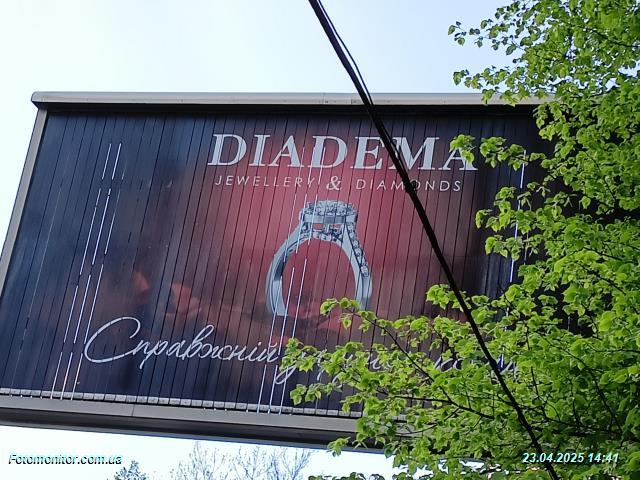 DIADEMA
JEWELLERY & DIAMONDS
Справжній
Fotomonitor.com.ua
23.04.2025 14:41